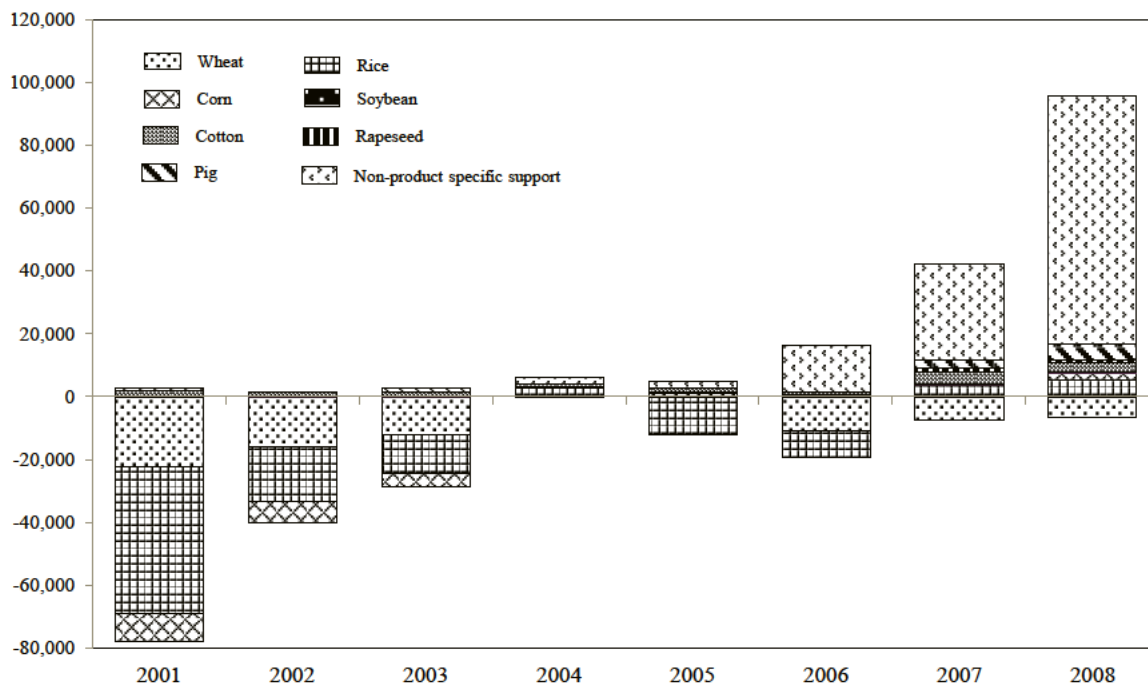 120,000
100,000
80,000
60,000
40,000
20,000
0
-20,000
-40,000
-60,000
-80,000
Wheat
Rice
Corn
Soybean
Cotton
Rapeseed
Pig
Non-product specific support
2001 2002 2003 2004 2005 2006 2007 2008